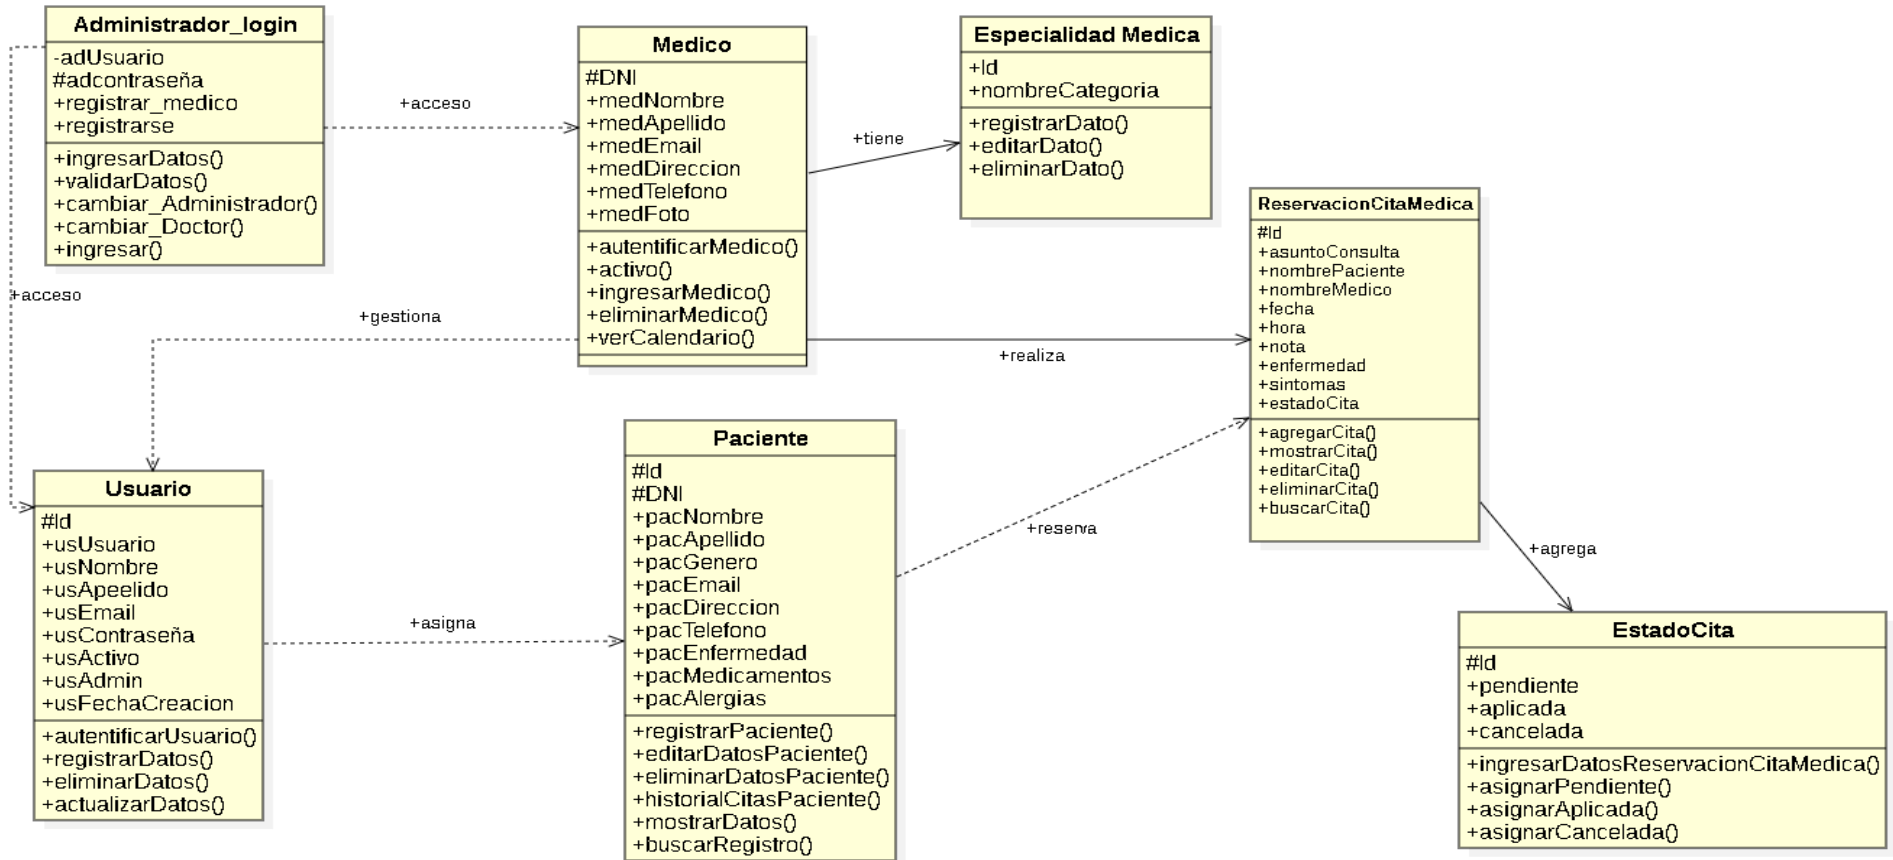 Administrador_login
-adUsuario
#adcontraseña
+registrar_medico
+registrarse
+ingresarDatos()
+validarDatos()
+cambiar_Administrador()
+cambiar_Doctor()
+ingresar()
+acceso
+acceso
Medico
#DNI
+medNombre
+medApellido
+medEmail
+medDireccion
+medTelefono
+medFoto
+autentificarMedico()
+activo()
+ingresarMedico()
+eliminarMedico()
+verCalendario()
+tiene
Especialidad Medica
+Id
+nombreCategoria
+registrarDato()
+editarDato()
+eliminarDato()
+gestiona
+realiza
ReservacionCitaMedica
#Id
+asuntoConsulta
+nombrePaciente
+nombreMedico
+fecha
+hora
+nota
+enfermedad
+sintomas
+estadoCita
+agregarCita()
+mostrarCita()
+editarCita()
+eliminarCita()
+buscarCita()
Usuario
#Id
+usUsuario
+usNombre
+usApeelido
+usEmail
+usContraseña
+usActivo
+usAdmin
+usFechaCreacion
+autentificarUsuario()
+registrarDatos()
+eliminarDatos()
+actualizarDatos()
+asigna
Paciente
#Id
#DNI
+pacNombre
+pacApellido
+pacGenero
+pacEmail
+pacDireccion
+pacTelefono
+pacEnfermedad
+pacMedicamentos
+pacAlergias
+registrarPaciente()
+editarDatosPaciente()
+eliminarDatosPaciente()
+historialCitasPaciente()
+mostrarDatos()
+buscarRegistro()
+reserva
+agrega
EstadoCita
#Id
+pendiente
+aplicada
+cancelada
+ingresarDatosReservacionCitaMedica()
+asignarPendiente()
+asignarAplicada()
+asignarCancelada()